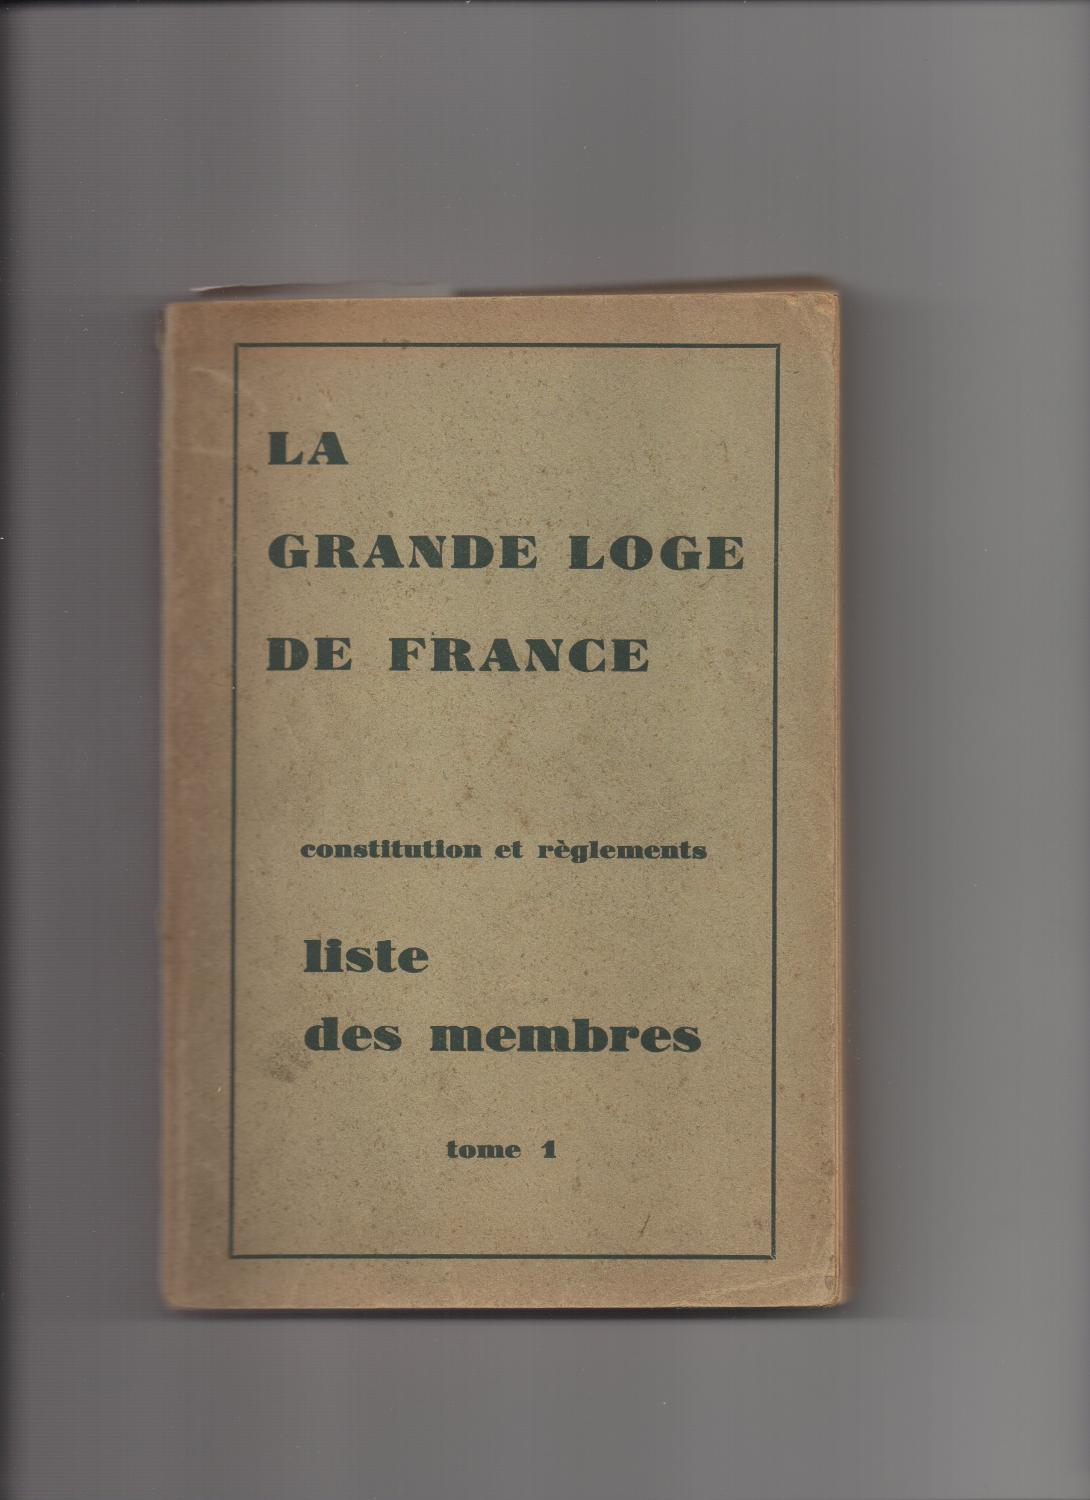 LA
GRANDE LOGE
DE FRANCE
constitution et règlements
liste
des membres
tome 1